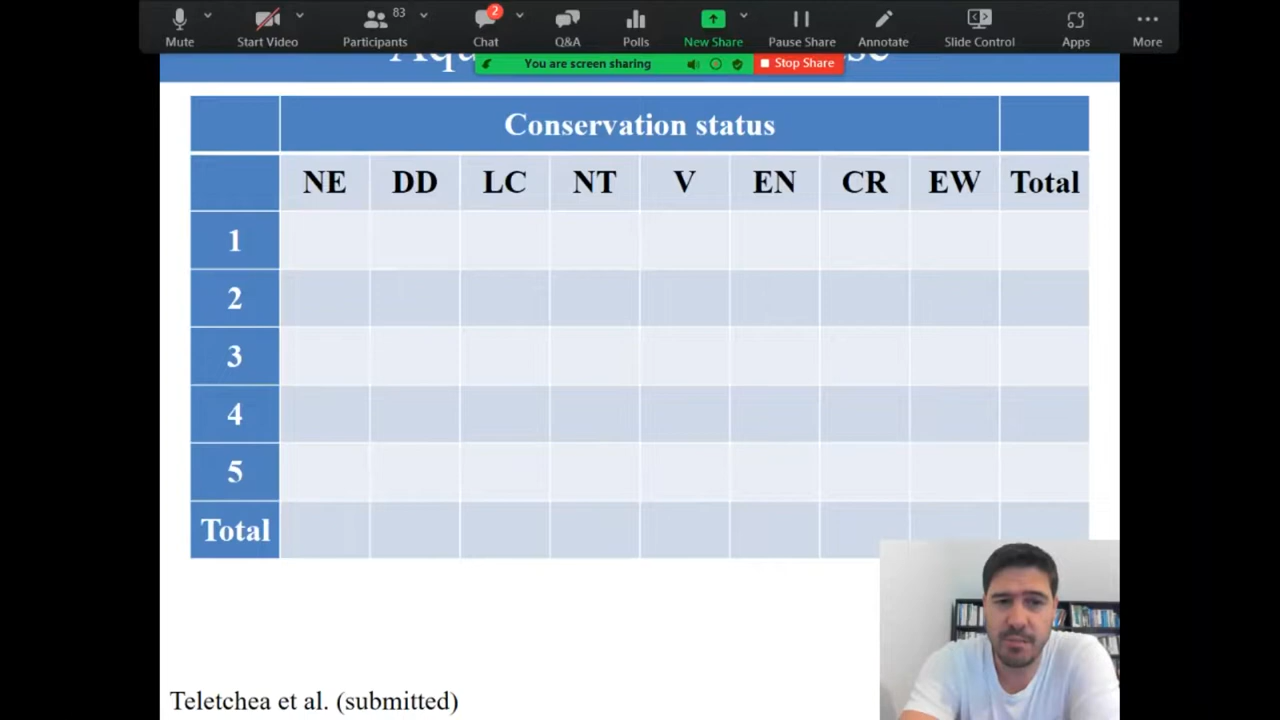 83
2
Mute
Start Video
Participants
Chat
Q&A
Polls
New Share
Pause Share
Annotate
Slide Control
Apps
More
You are screen sharing
Stop Share
Conservation status
NE DD LC NT V EN CR EW Total
1
2
3
4
5
Total
Teletchea et al. (submitted)